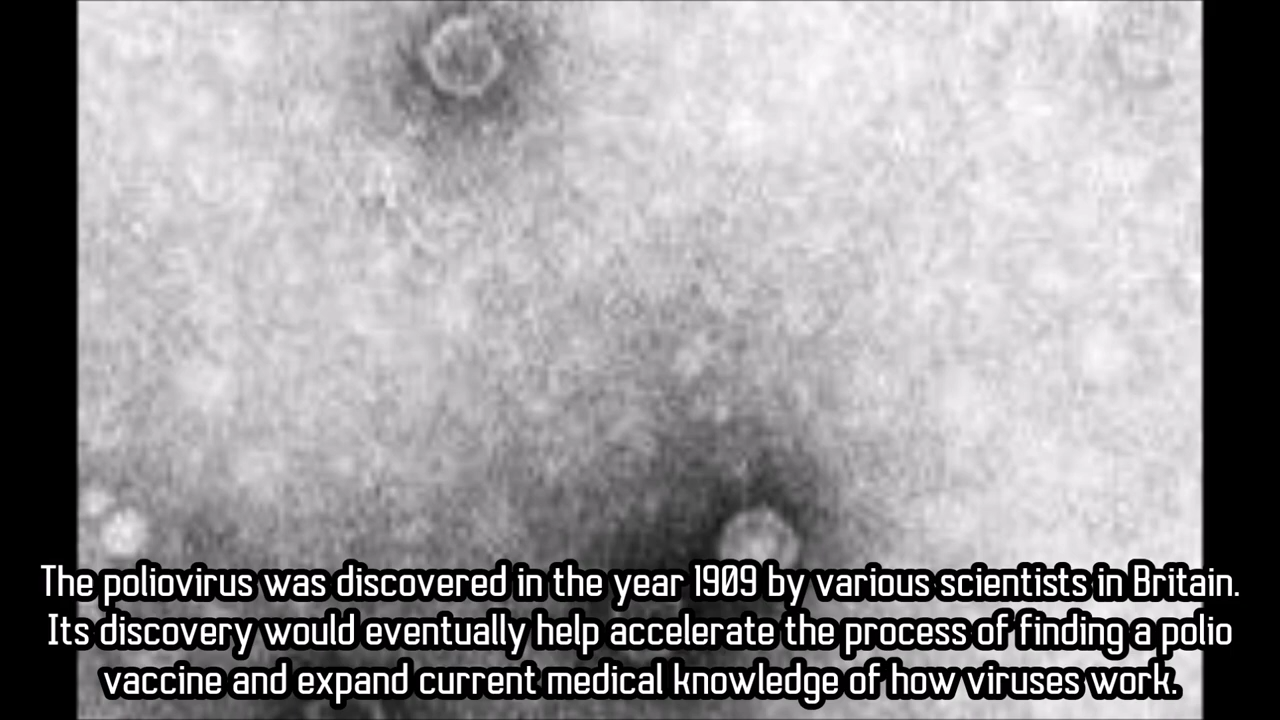 The poliovirus was discovered in the year 1909 by various scientists in Britain.
Its discovery would eventually help accelerate the process of finding a polio
vaccine and expand current medical knowledge of how viruses work.